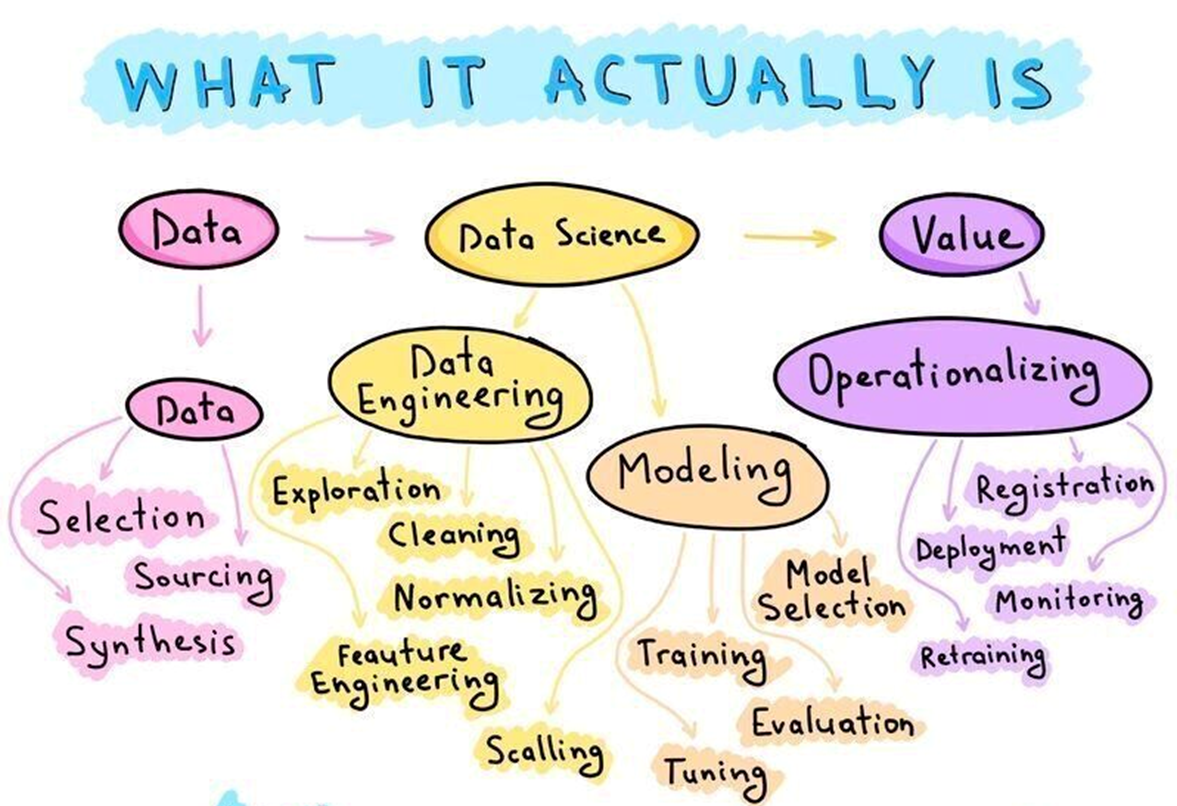 WHAT IT ACTUALLY IS
Data
Data Science
Value
Data
Engineering
Operationalizing
Data
Modeling
Exploration
Registration
Selection
Cleaning
Deployment
Sourcing
Model
Selection
Normalizing
Monitoring
Synthesis
Feauture
Engineering
Training
Retraining
Evaluation
Scalling
Tuning